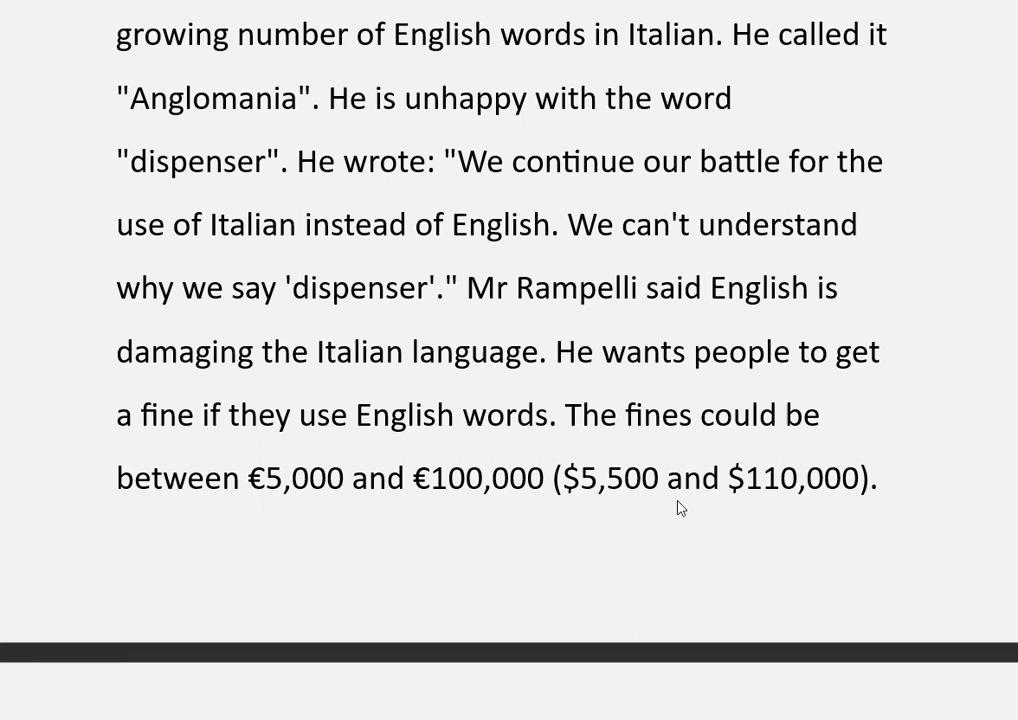 growing number of English words in Italian. He called it
"Anglomania". He is unhappy with the word
"dispenser". He wrote: "We continue our battle for the
use of Italian instead of English. We can't understand
why we say 'dispenser'." Mr Rampelli said English is
damaging the Italian language. He wants people to get
a fine if they use English words. The fines could be
between €5,000 and €100,000 ($5,500 and $110,000).